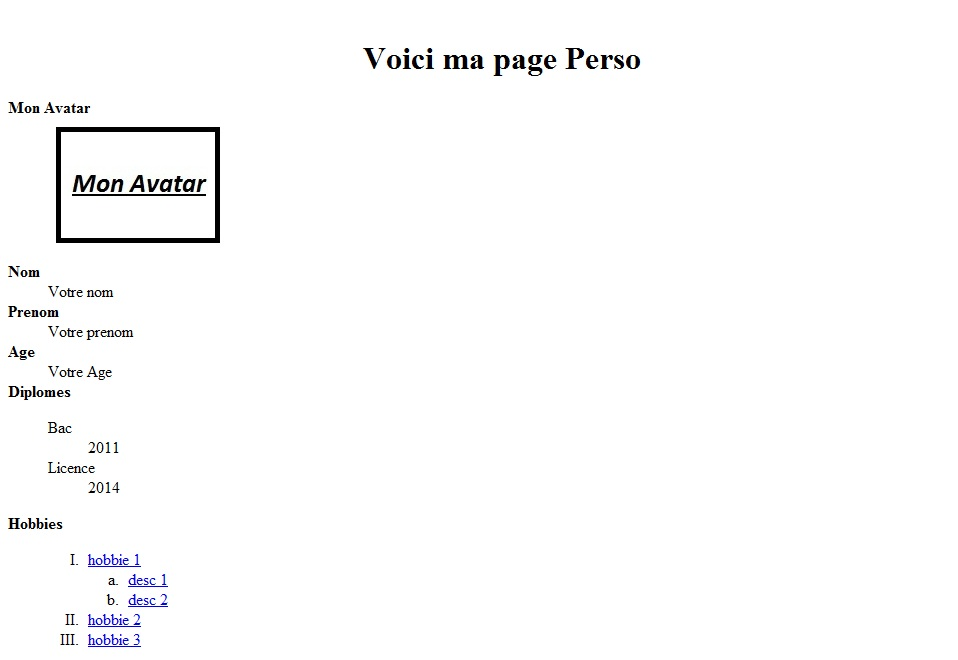 Voici ma page Perso
Mon Avatar
Mon Avatar
Nom
Votre nom
Prenom
Votre prenom
Age
Votre Age
Diplomes
Bac
2011
Licence
2014
Hobbies
I. hobbie 1
a. desc 1
b. desc 2
II. hobbie 2
III. hobbie 3